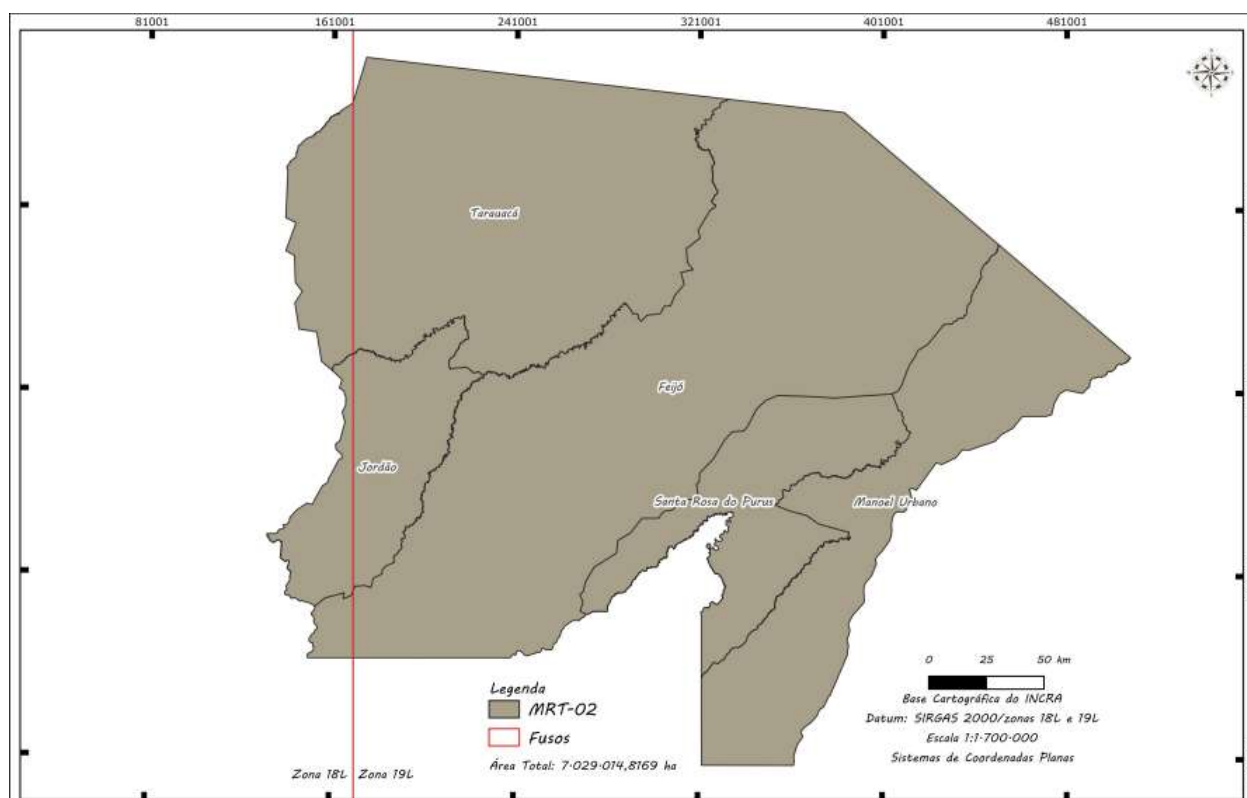 81001 161001 241001 321001 401001 481001
Tarauacá
Feijó
Jordão
Santa Rosa do Purus
Manoel Urbano
0 25 50 km
Base Cartográfica do INCRA
Datum: SIRGAS 2000/zonas 18L e 19L
Escala 1:1·700·000
Sistemas de Coordenadas Planas
Legenda
MRT-02
Fusos
Área Total: 7·029·014,8169 ha
Zona 18L Zona 19L